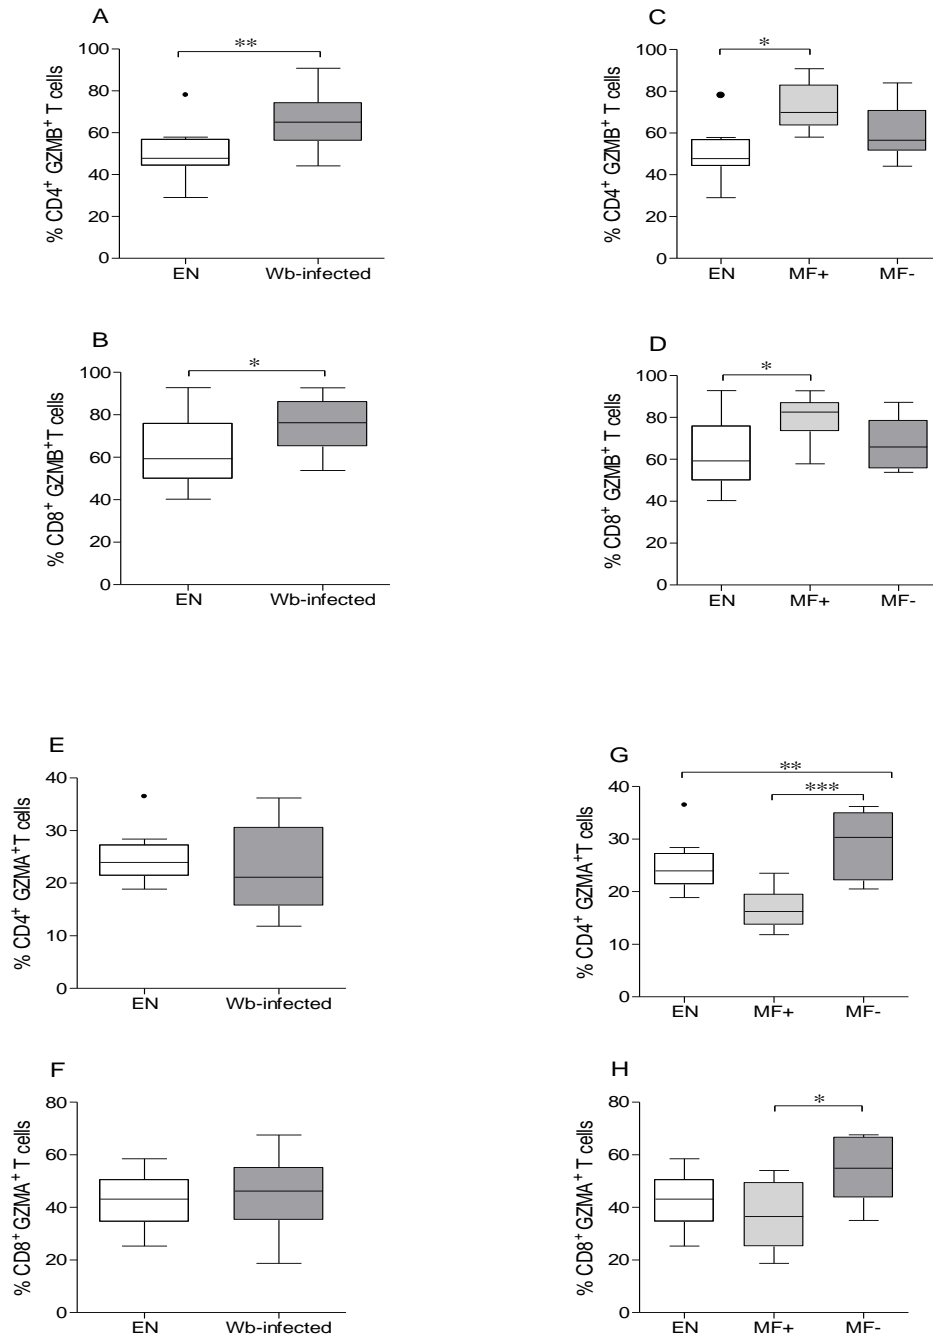 A
**
100
80
60
40
20
0
% CD4+ GZMB+ T cells
EN Wb-infected
C
*
100
80
60
40
20
0
% CD4+ GZMB+ T cells
EN MF+ MF-
B
*
100
80
60
40
20
0
% CD8+ GZMB+T cells
EN Wb-infected
D
*
100
80
60
40
20
0
% CD8+ GZMB+ T cells
EN MF+ MF-
E
40
30
20
10
0
% CD4+ GZMA+T cells
EN Wb-infected
G
**
***
40
30
20
10
0
% CD4+ GZMA+T cells
EN MF+ MF-
F
80
60
40
20
0
% CD8+GZMA+ T cells
EN Wb-infected
H
*
80
60
40
20
0
% CD8+GZMA+ T cells
EN MF+ MF-